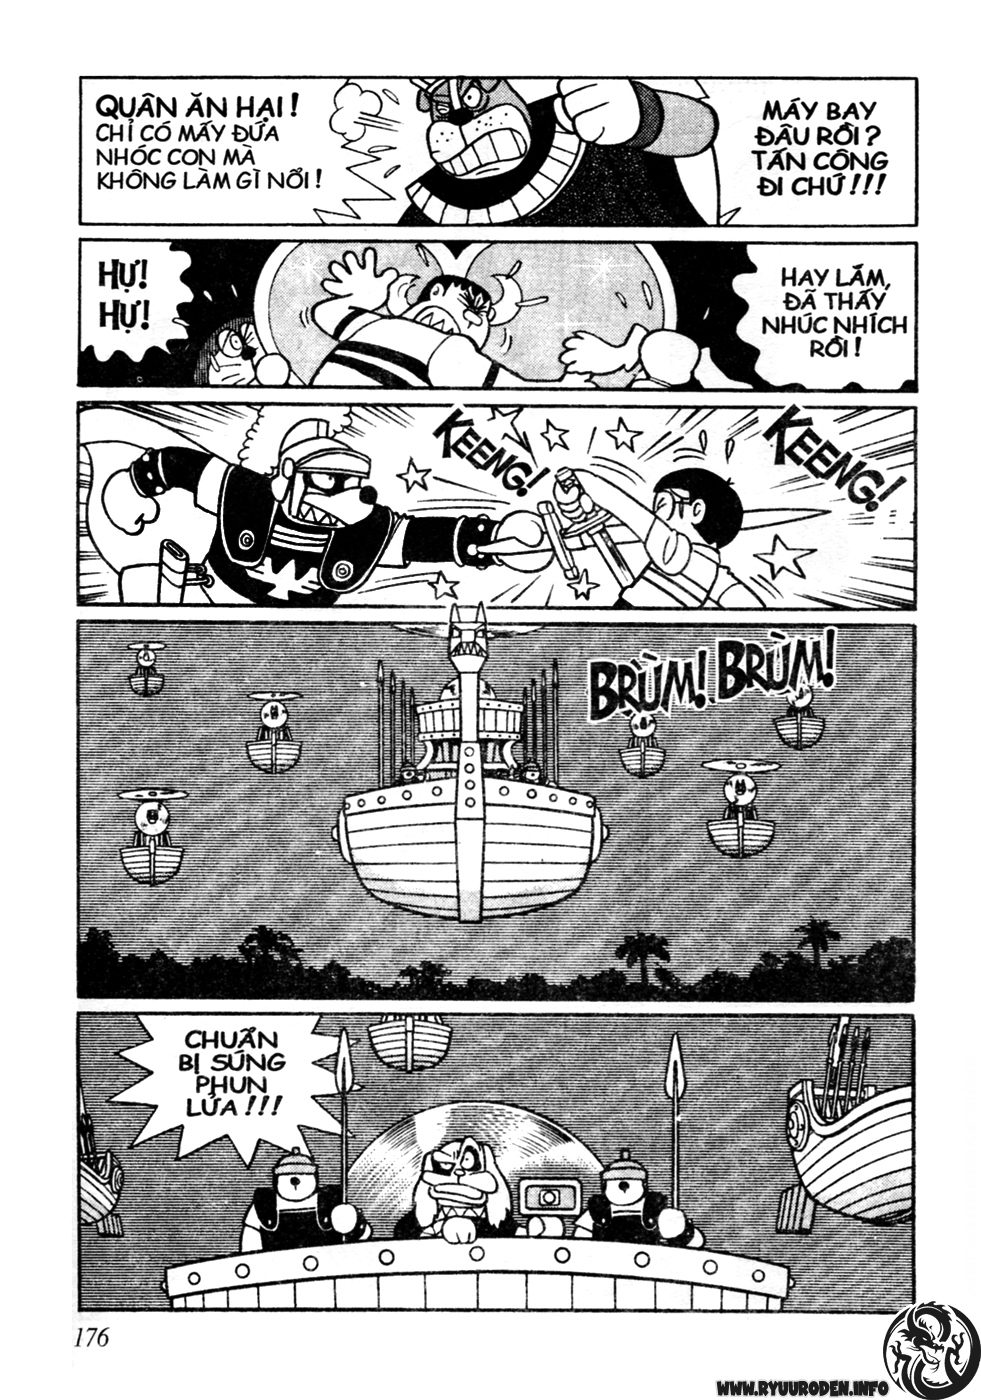 QUÂN ĂN HẠI!
CHỈ CÓ MẤY ĐỨA
NHÓC CON MÀ
KHÔNG LÀM GÌ NỔI!
MÁY BAY
ĐÂU RỒI?
TẤN CÔNG
ĐI CHỨ!!!
HỰ!
HỰ!
HAY LẮM,
ĐÃ THẤY
NHÚC NHÍCH
RỒI!
KEENG!
KEENG!
BRÙM! BRÙM!
CHUẨN
BỊ SÚNG
PHUN
LỬA!!!
176
WWW.RYUURODEN.INFO